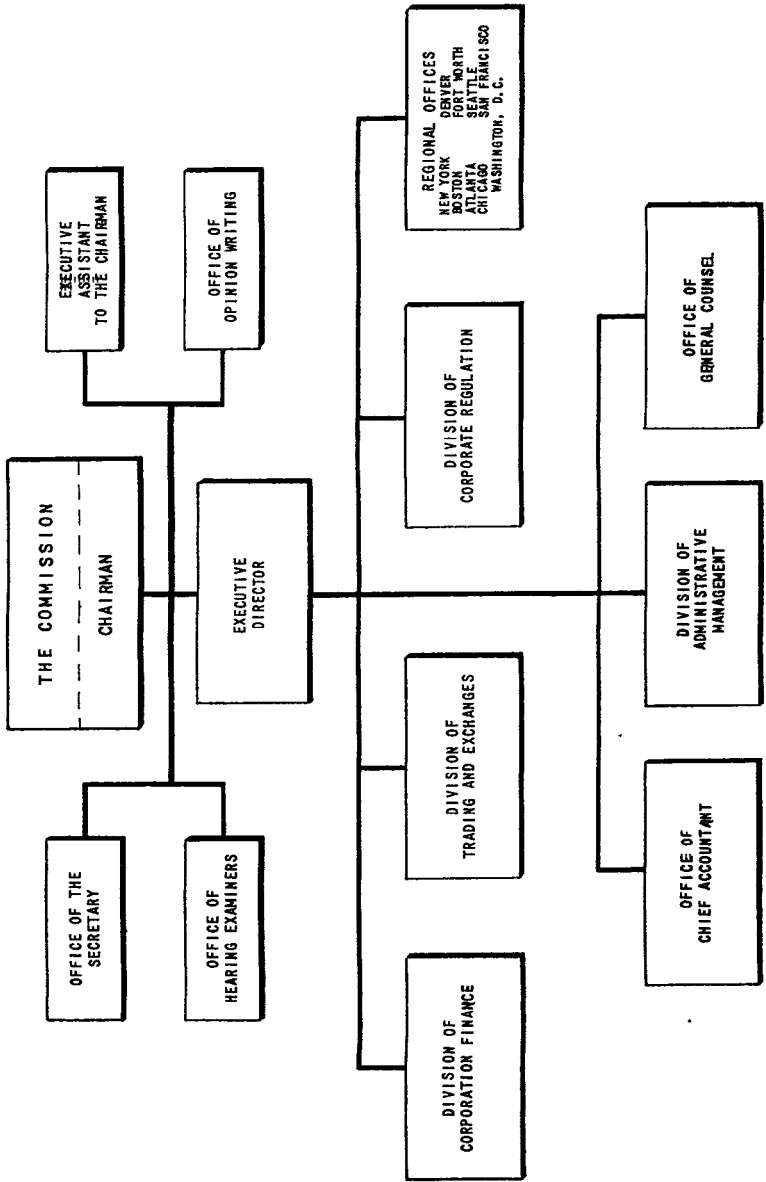 THE COMMISSION
CHAIRMAN
OFFICE OF THE
SECRETARY
OFFICE OF
HEARING EXAMINERS
EXECUTIVE
ASSISTANT
TO THE CHAIRMAN
OFFICE OF
OPINION WRITING
EXECUTIVE
DIRECTOR
DIVISION OF
CORPORATION FINANCE
DIVISION OF
TRADING AND EXCHANGES
DIVISION OF
CORPORATE REGULATION
REGIONAL OFFICES
NEW YORK DENVER
BOSTON FORT WORTH
ATLANTA SEATTLE
CHICAGO SAN FRANCISCO
WASHINGTON, D.C.
OFFICE OF
CHIEF ACCOUNTANT
DIVISION OF
ADMINISTRATIVE
MANAGEMENT
OFFICE OF
GENERAL COUNSEL